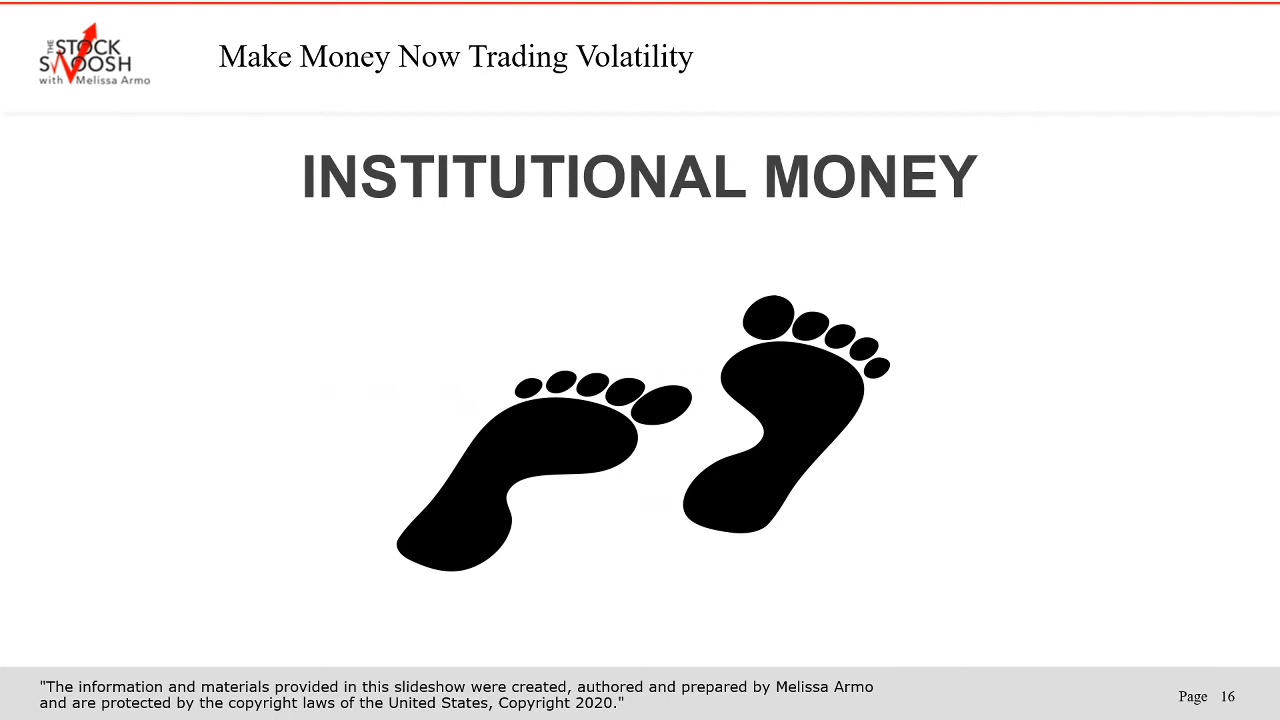 THE STOCK
SWOOSH
with Melissa Armo
Make Money Now Trading Volatility
INSTITUTIONAL MONEY
"The information and materials provided in this slideshow were created, authored and prepared by Melissa Armo
and are protected by the copyright laws of the United States, Copyright 2020."
Page 16